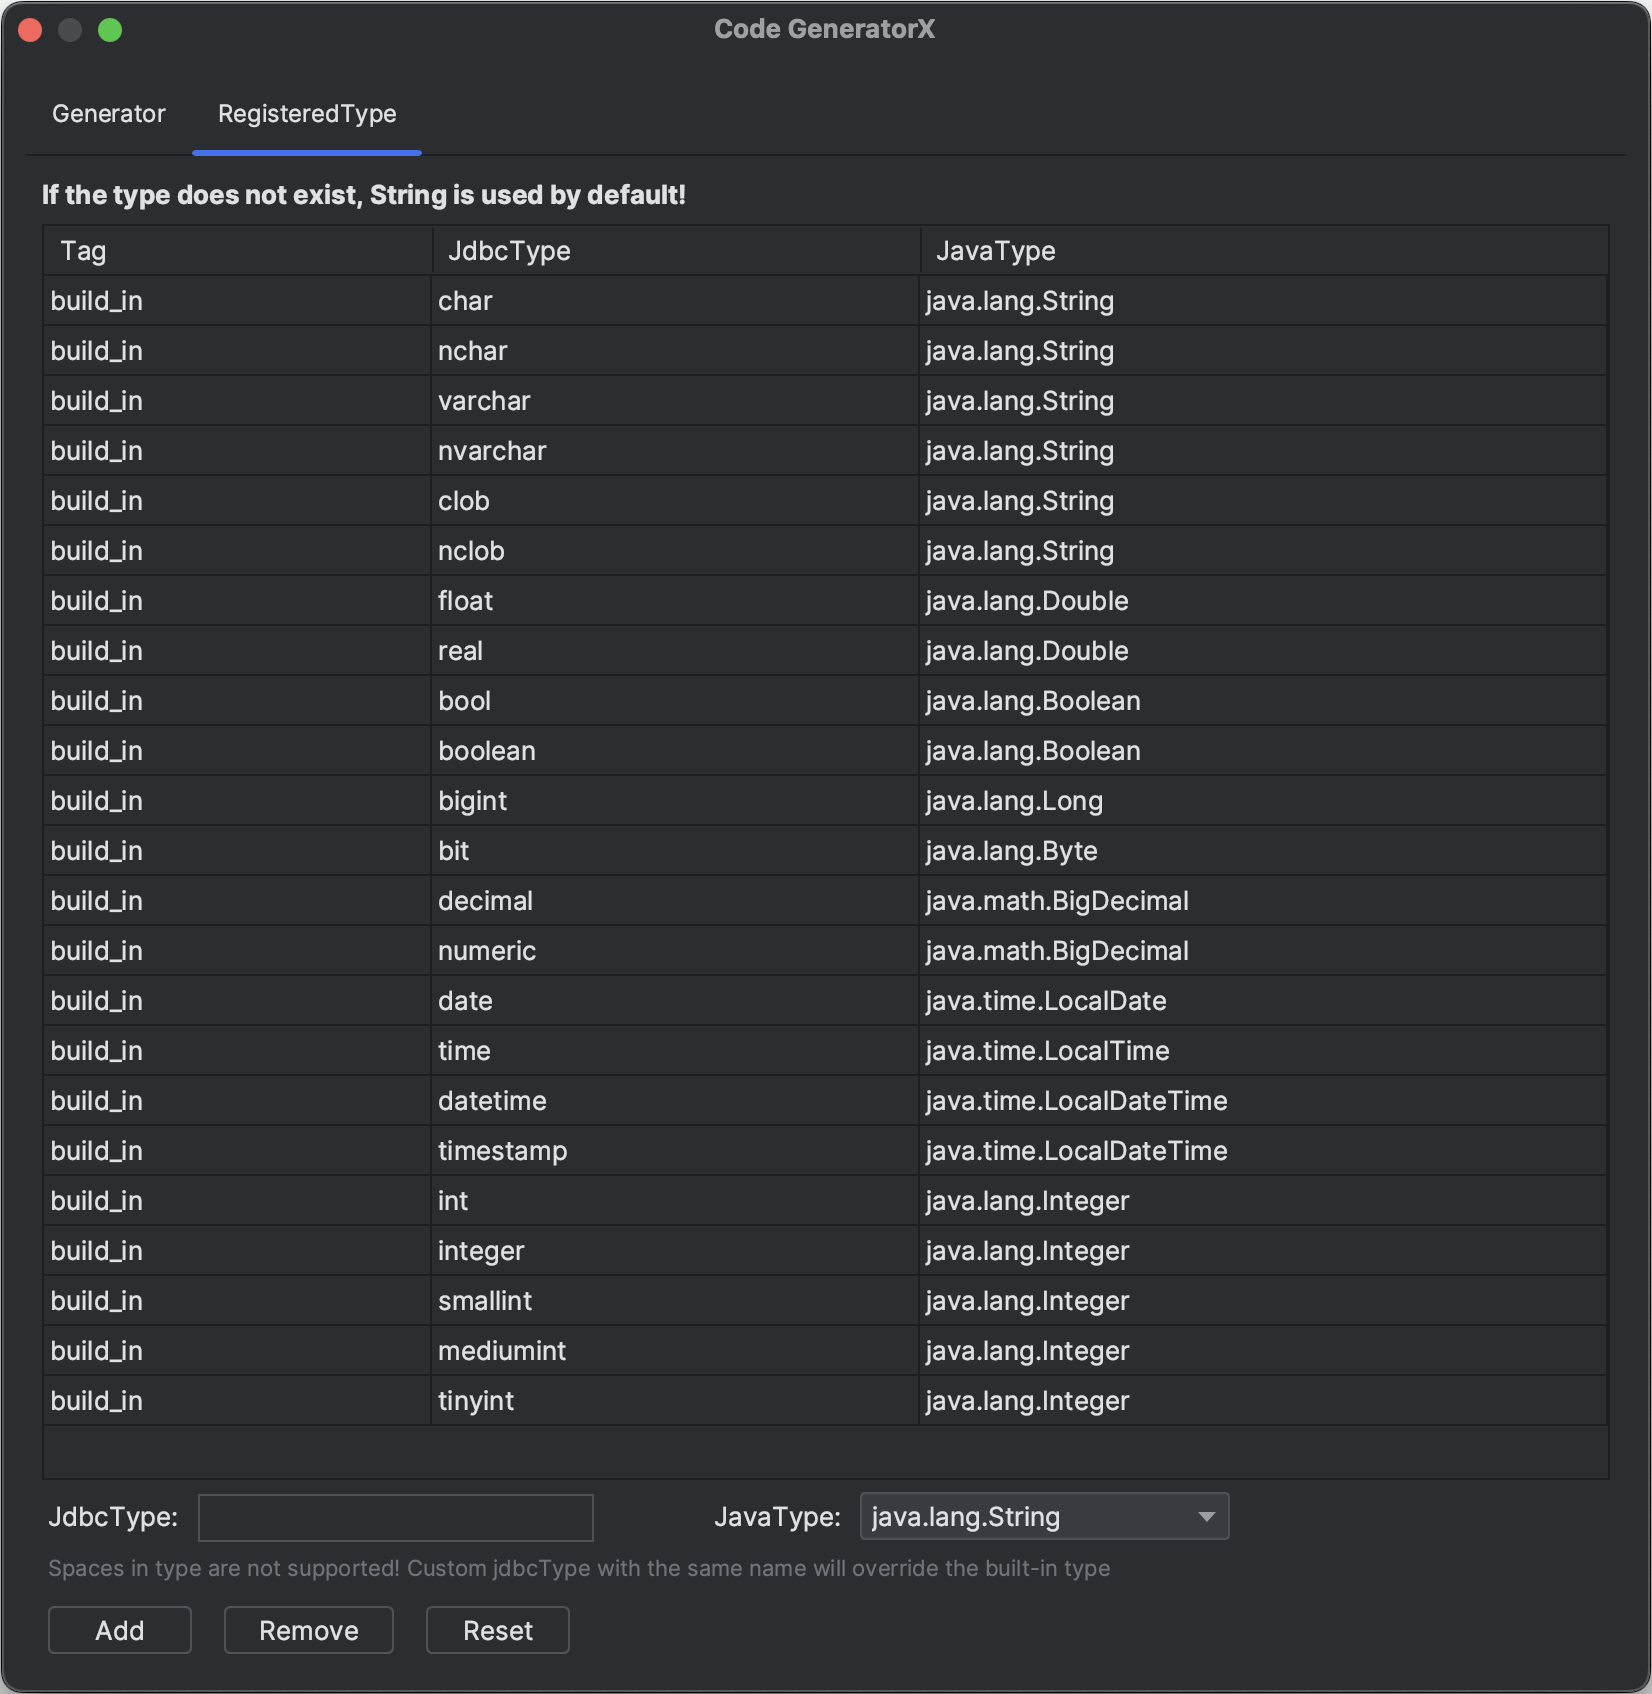 Code GeneratorX
Generator RegisteredType
If the type does not exist, String is used by default!
Tag JdbcType JavaType
build_in char java.lang.String
build_in nchar java.lang.String
build_in varchar java.lang.String
build_in nvarchar java.lang.String
build_in clob java.lang.String
build_in nclob java.lang.String
build_in float java.lang.Double
build_in real java.lang.Double
build_in bool java.lang.Boolean
build_in boolean java.lang.Boolean
build_in bigint java.lang.Long
build_in bit java.lang.Byte
build_in decimal java.math.BigDecimal
build_in numeric java.math.BigDecimal
build_in date java.time.LocalDate
build_in time java.time.LocalTime
build_in datetime java.time.LocalDateTime
build_in timestamp java.time.LocalDateTime
build_in int java.lang.Integer
build_in integer java.lang.Integer
build_in smallint java.lang.Integer
build_in mediumint java.lang.Integer
build_in tinyint java.lang.Integer
JdbcType: JavaType: java.lang.String
Spaces in type are not supported! Custom jdbcType with the same name will override the built-in type
Add Remove Reset